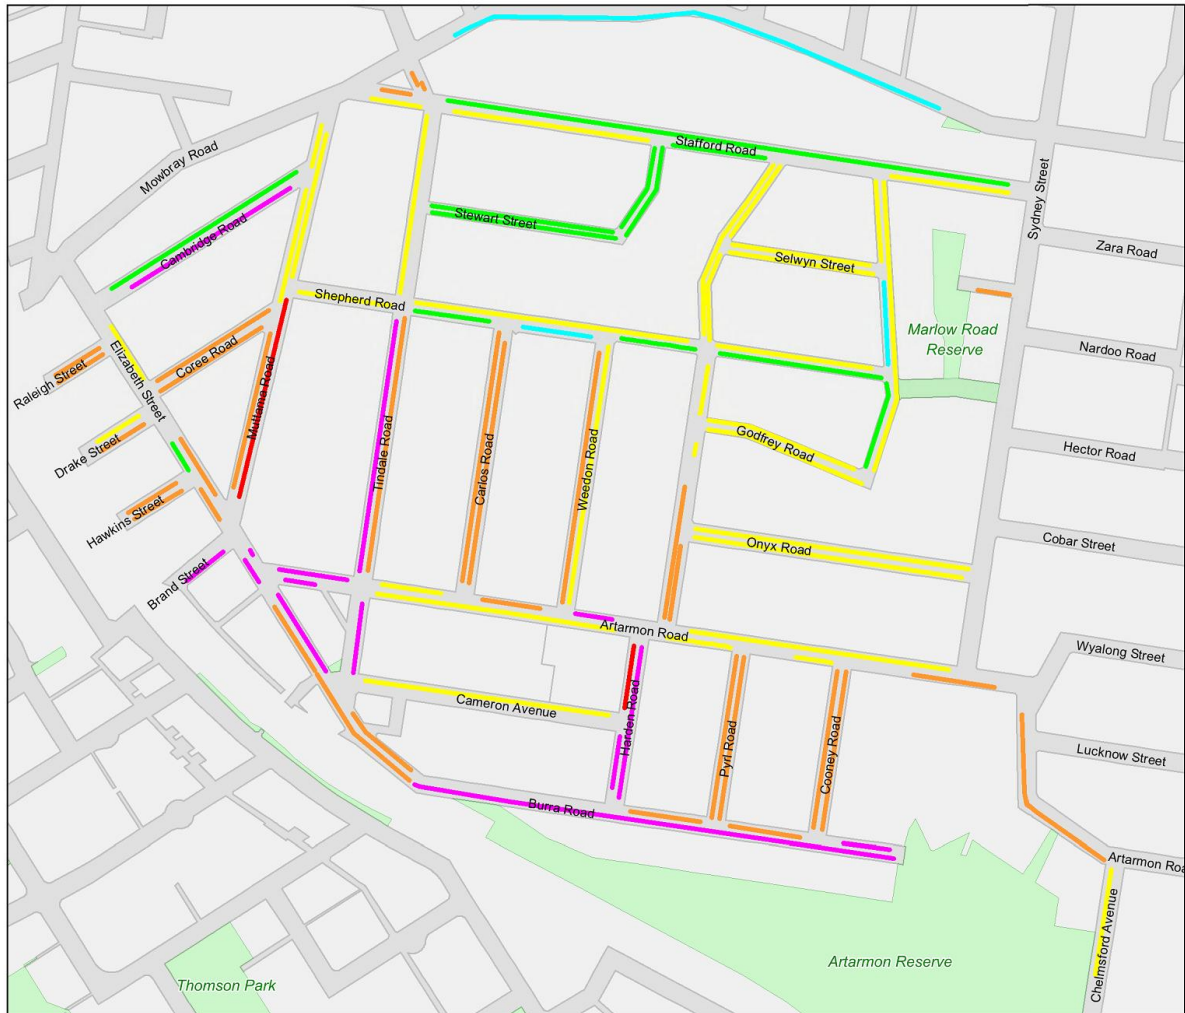 Stafford Road
Mowbray Road
Sydney Street
Cambridge Road
Stewart Street
Zara Road
Selwyn Street
Shepherd Road
Marlow Road
Reserve
Nardoo Road
Raleigh Street
Elizabeth Street
Coree Road
Muttama Road
Drake Street
Tindale Road
Carlos Road
Weedon Road
Godfrey Road
Hector Road
Hawkins Street
Onyx Road
Cobar Street
Brand Street
Artarmon Road
Wyalong Street
Cameron Avenue
Harden Road
Pyrl Road
Cooney Road
Lucknow Street
Burra Road
Artarmon Roa
Chelmsford Avenue
Artarmon Reserve
Thomson Park